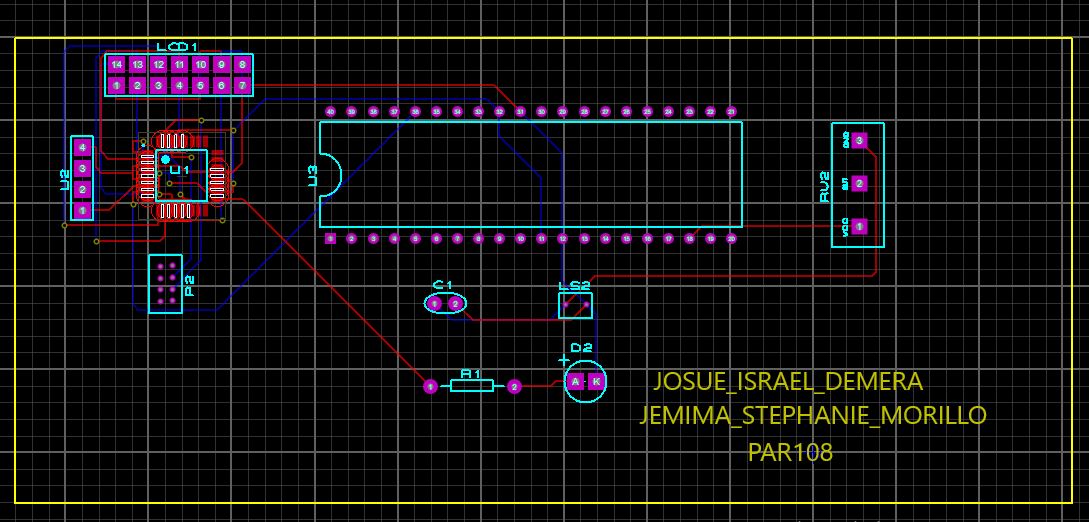 LCD1
14 13 12 11 10 9 8
1 2 3 4 5 6 7
40 39 38 37 36 35 34 33 32 31 30 29 28 27 26 25 24 23 22 21
U2
4
3
2
1
U1
U3
1 2 3 4 5 6 7 8 9 10 11 12 13 14 15 16 17 18 19 20
RV2
GND 3
2
VCC 1
P2
C1
1 2
LS2
D2
+
A K
R1
1 2
JOSUE_ISRAEL_DEMERA
JEMIMA_STEPHANIE_MORILLO
PAR108